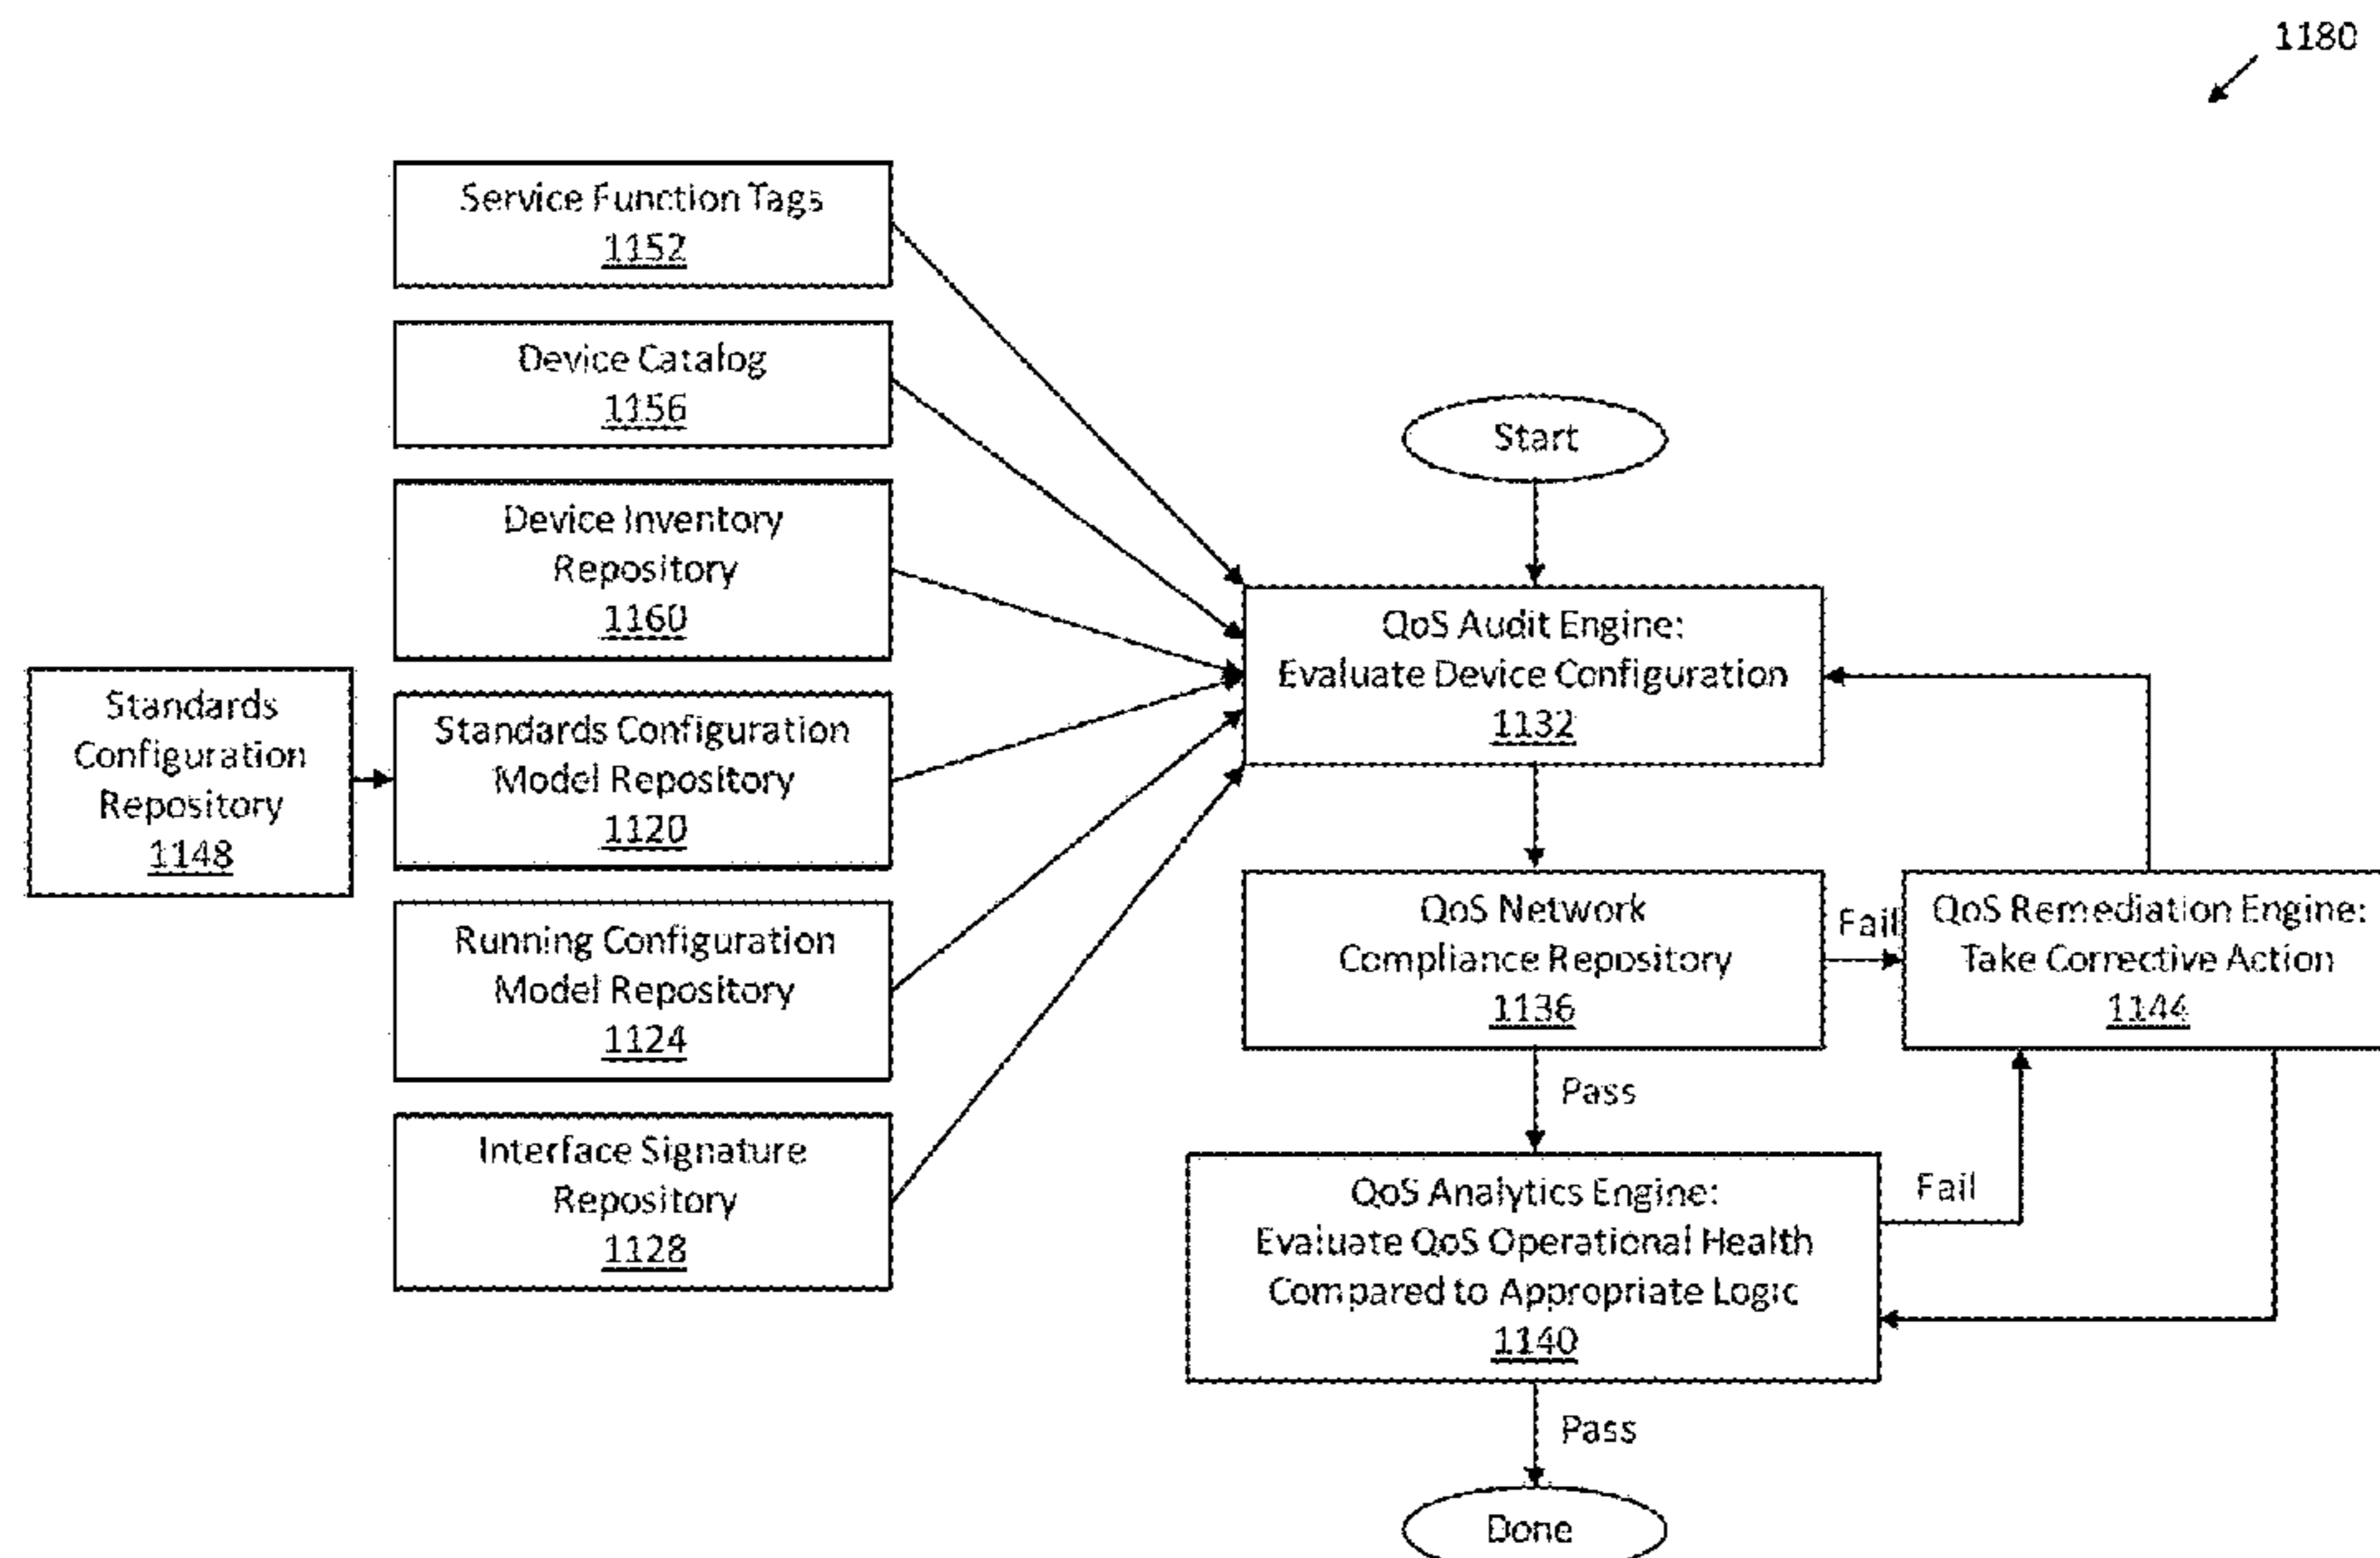 1180
Service Function Tags
1152
Device Catalog
1156
Start
Device Inventory
Repository
1160
QoS Audit Engine:
Evaluate Device Configuration
1132
Standards
Configuration
Repository
1148
Standards Configuration
Model Repository
1120
Running Configuration
Model Repository
1124
QoS Network
Compliance Repository
1136
Fail
QoS Remediation Engine:
Take Corrective Action
1144
Pass
Interface Signature
Repository
1128
QoS Analytics Engine:
Evaluate QoS Operational Health
Compared to Appropriate Logic
1140
Fail
Pass
Done